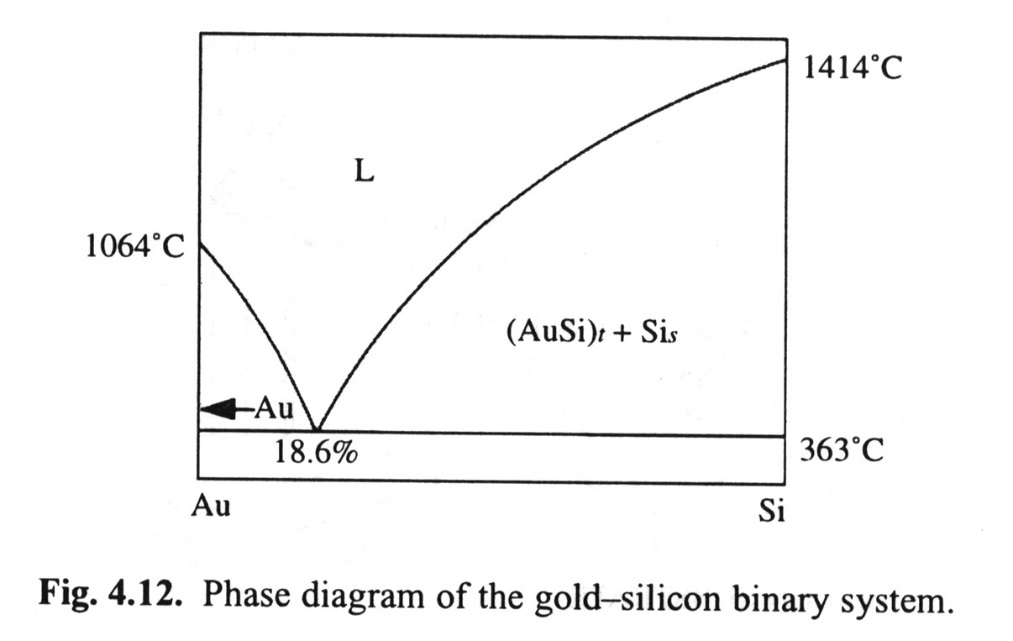 1414°C
L
1064°C
(AuSi)t + Sis
Au
18.6%
363°C
Au
Si
Fig. 4.12. Phase diagram of the gold–silicon binary system.